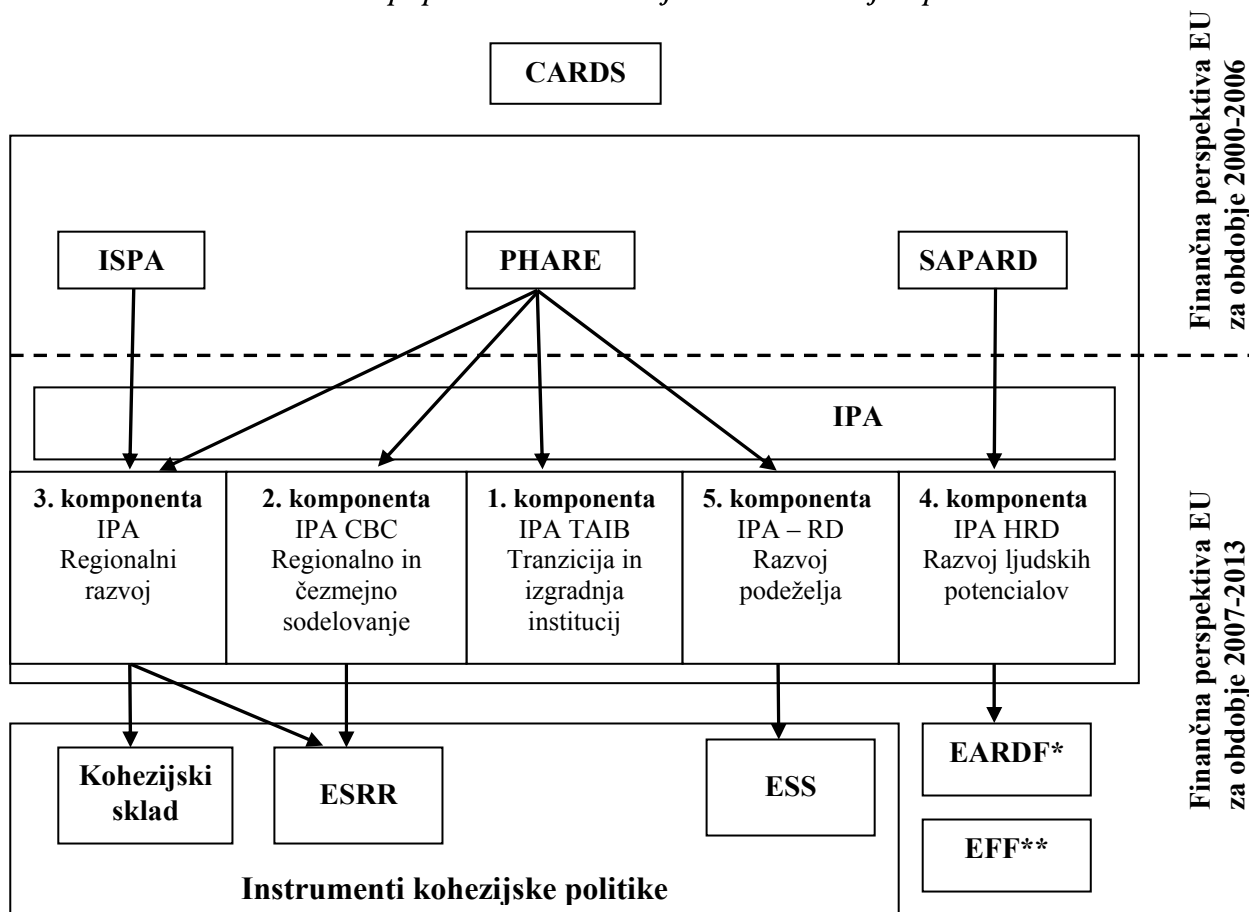 CARDS
Finančna perspektiva EU
za obdobje 2000-2006
ISPA
PHARE
SAPARD
IPA
3. komponenta
IPA
Regionalni
razvoj
2. komponenta
IPA CBC
Regionalno in
čezmejno
sodelovanje
1. komponenta
IPA TAIB
Tranzicija in
izgradnja
institucij
5. komponenta
IPA – RD
Razvoj
podeželja
4. komponenta
IPA HRD
Razvoj ljudskih
potencialov
Finančna perspektiva EU
za obdobje 2007-2013
Kohezijski
sklad
ESRR
ESS
EARDF*
EFF**
Instrumenti kohezijske politike